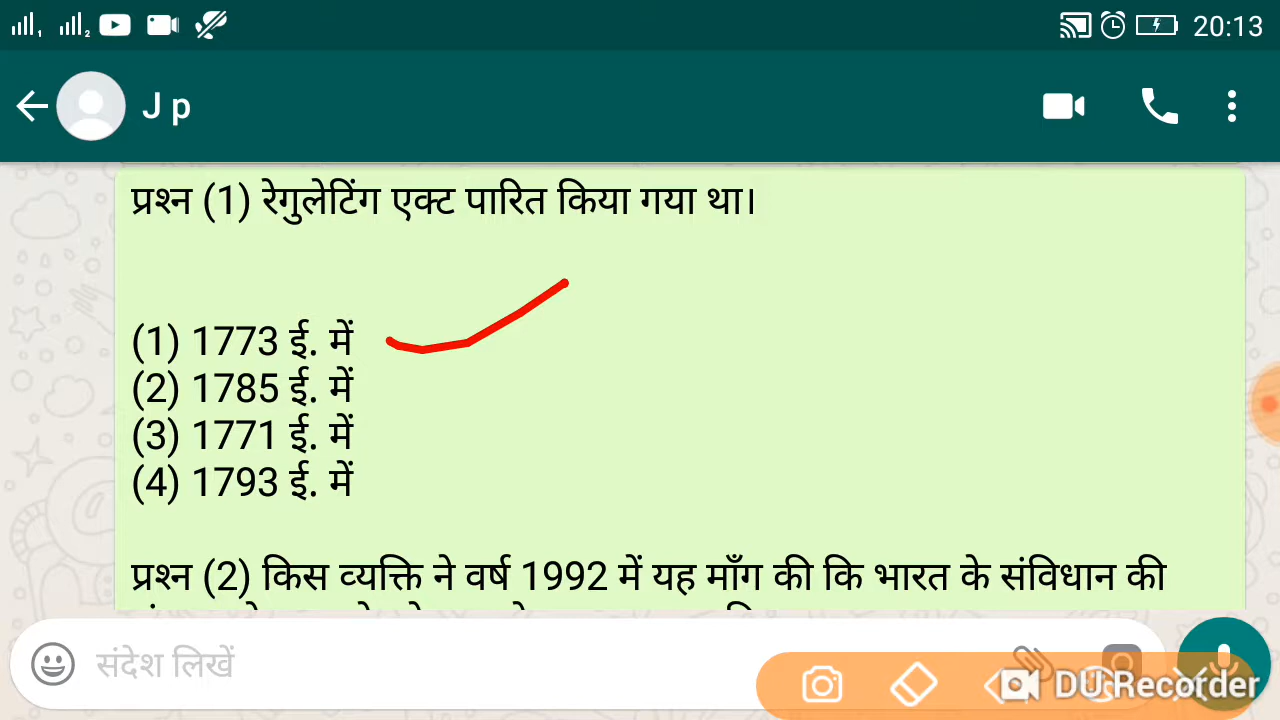 20:13
J p
प्रश्न (1) रेगुलेटिंग एक्ट पारित किया गया था।
(1) 1773 ई. में
(2) 1785 ई. में
(3) 1771 ई. में
(4) 1793 ई. में
प्रश्न (2) किस व्यक्ति ने वर्ष 1992 में यह माँग की कि भारत के संविधान की
संदेश लिखें
DU Recorder